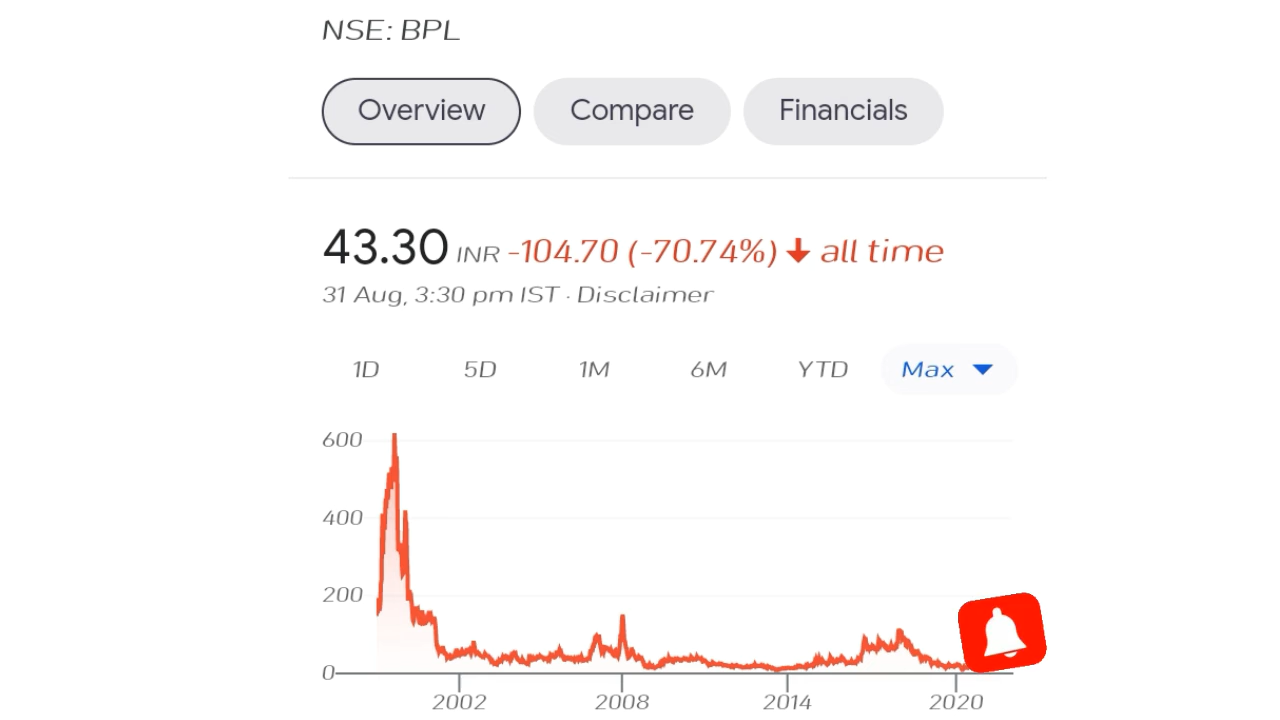 NSE: BPL
Overview Compare Financials
43.30 INR -104.70 (-70.74%) ↓ all time
31 Aug, 3:30 pm IST · Disclaimer
1D 5D 1M 6M YTD Max
600
400
200
0
2002 2008 2014 2020